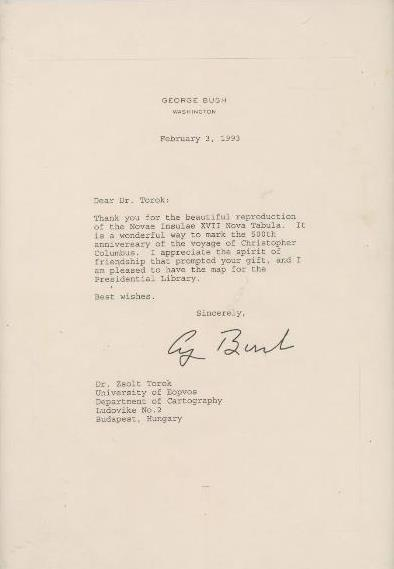 GEORGE BUSH
WASHINGTON
February 3, 1993
Dear Dr. Torok:
Thank you for the beautiful reproduction
of the Novae Insulae XVII Nova Tabula. It
is a wonderful way to mark the 500th
anniversary of the voyage of Christopher
Columbus. I appreciate the spirit of
friendship that prompted your gift, and I
am pleased to have the map for the
Presidential Library.
Best wishes.
Sincerely,
G Bush
Dr. Zsolt Torok
University of Eopvos
Department of Cartography
Ludovike No.2
Budapest, Hungary